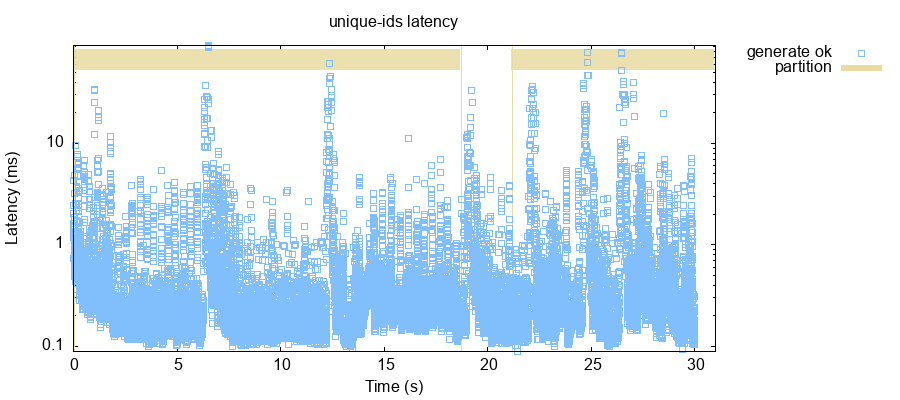 unique-ids latency
generate ok
partition
Latency (ms)
10
1
0.1
0 5 10 15 20 25 30
Time (s)